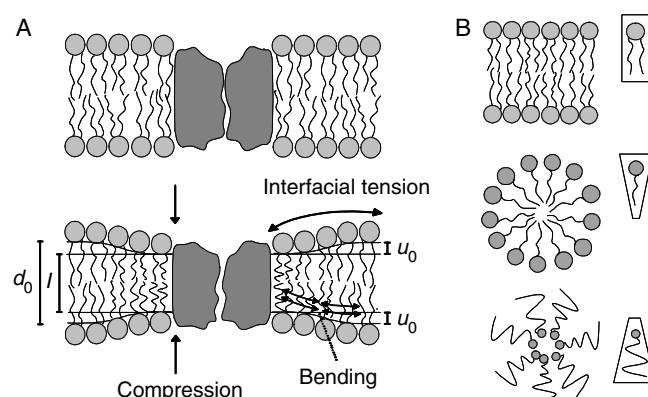 A
B
Interfacial tension
d0
l
u0
u0
Compression
Bending